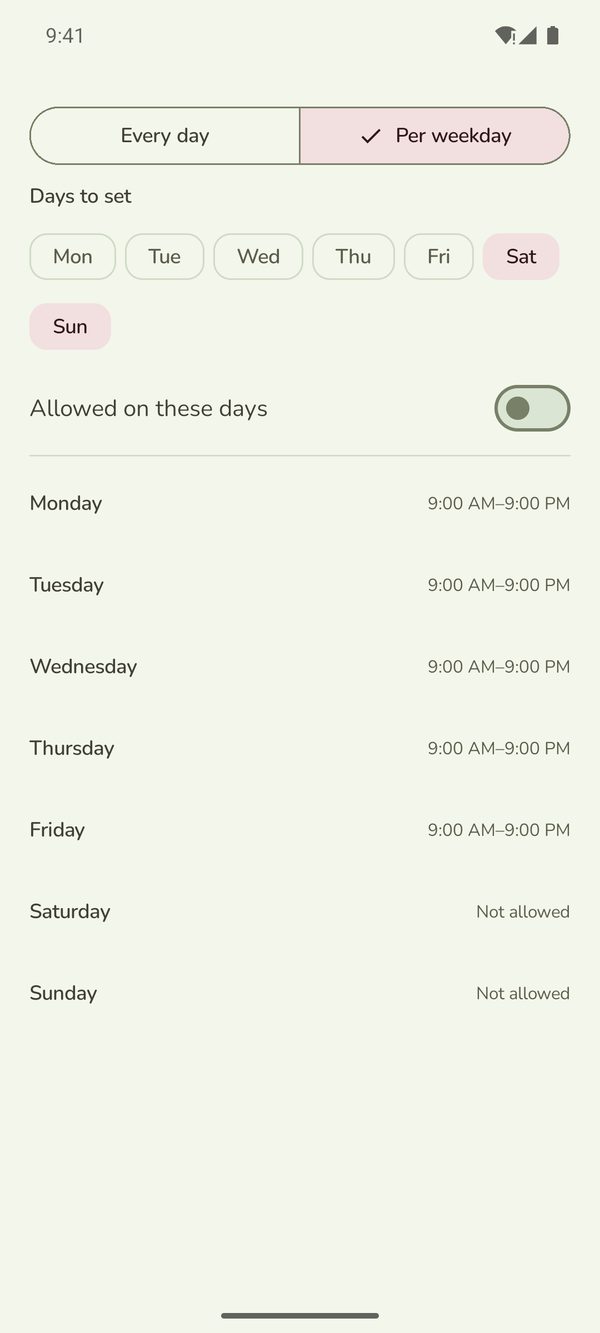 9:41
Every day Per weekday
Days to set
Mon Tue Wed Thu Fri Sat
Sun
Allowed on these days
Monday 9:00 AM–9:00 PM
Tuesday 9:00 AM–9:00 PM
Wednesday 9:00 AM–9:00 PM
Thursday 9:00 AM–9:00 PM
Friday 9:00 AM–9:00 PM
Saturday Not allowed
Sunday Not allowed